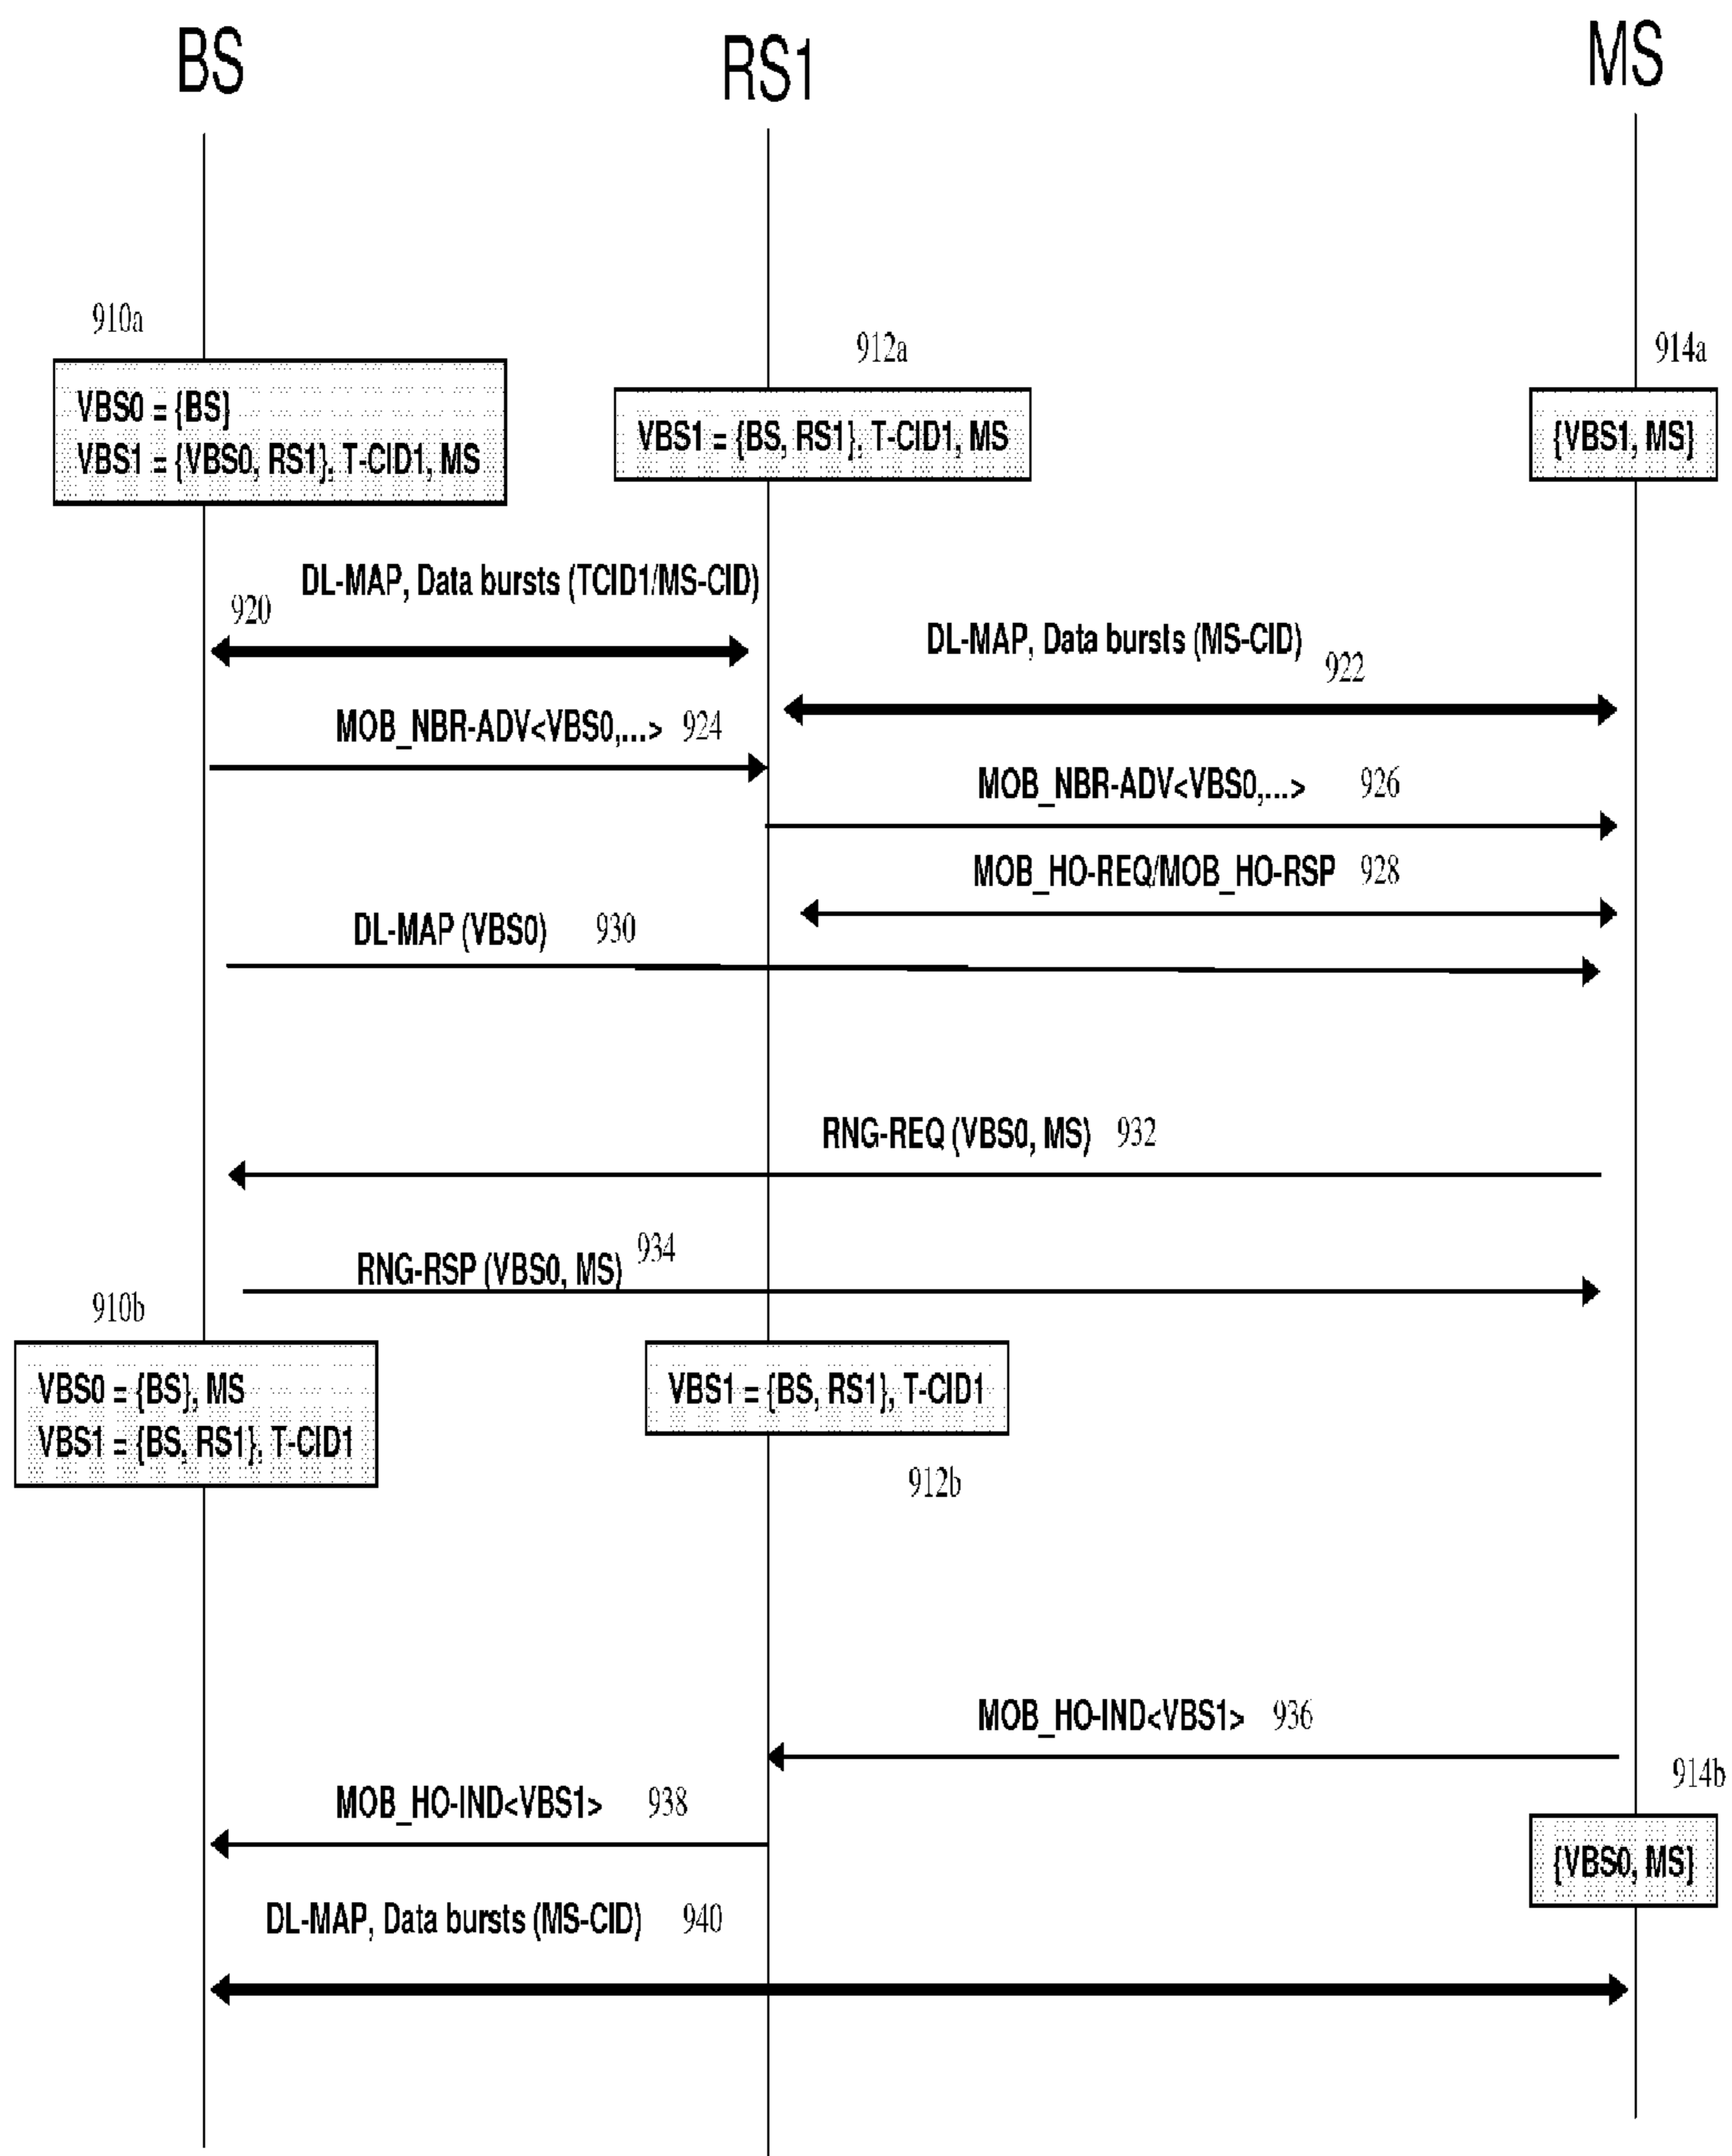 BS
RS1
MS
910a
912a
914a
VBS0 = {BS}
VBS1 = {VBS0, RS1}, T-CID1, MS
VBS1 = {BS, RS1}, T-CID1, MS
{VBS1, MS}
DL-MAP, Data bursts (TCID1/MS-CID)
920
DL-MAP, Data bursts (MS-CID)
922
MOB_NBR-ADV<VBS0,...> 924
MOB_NBR-ADV<VBS0,...> 926
MOB_HO-REQ/MOB_HO-RSP 928
DL-MAP (VBS0) 930
RNG-REQ (VBS0, MS) 932
RNG-RSP (VBS0, MS) 934
910b
VBS0 = {BS}, MS
VBS1 = {BS, RS1}, T-CID1
VBS1 = {BS, RS1}, T-CID1
912b
MOB_HO-IND<VBS1> 936
914b
MOB_HO-IND<VBS1> 938
{VBS0, MS}
DL-MAP, Data bursts (MS-CID) 940